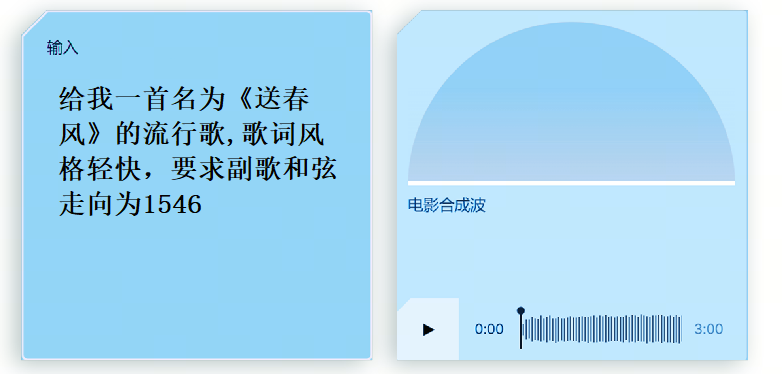 输入
给我一首名为《送春
风》的流行歌,歌词风
格轻快，要求副歌和弦
走向为1546
电影合成波
0:00
3:00